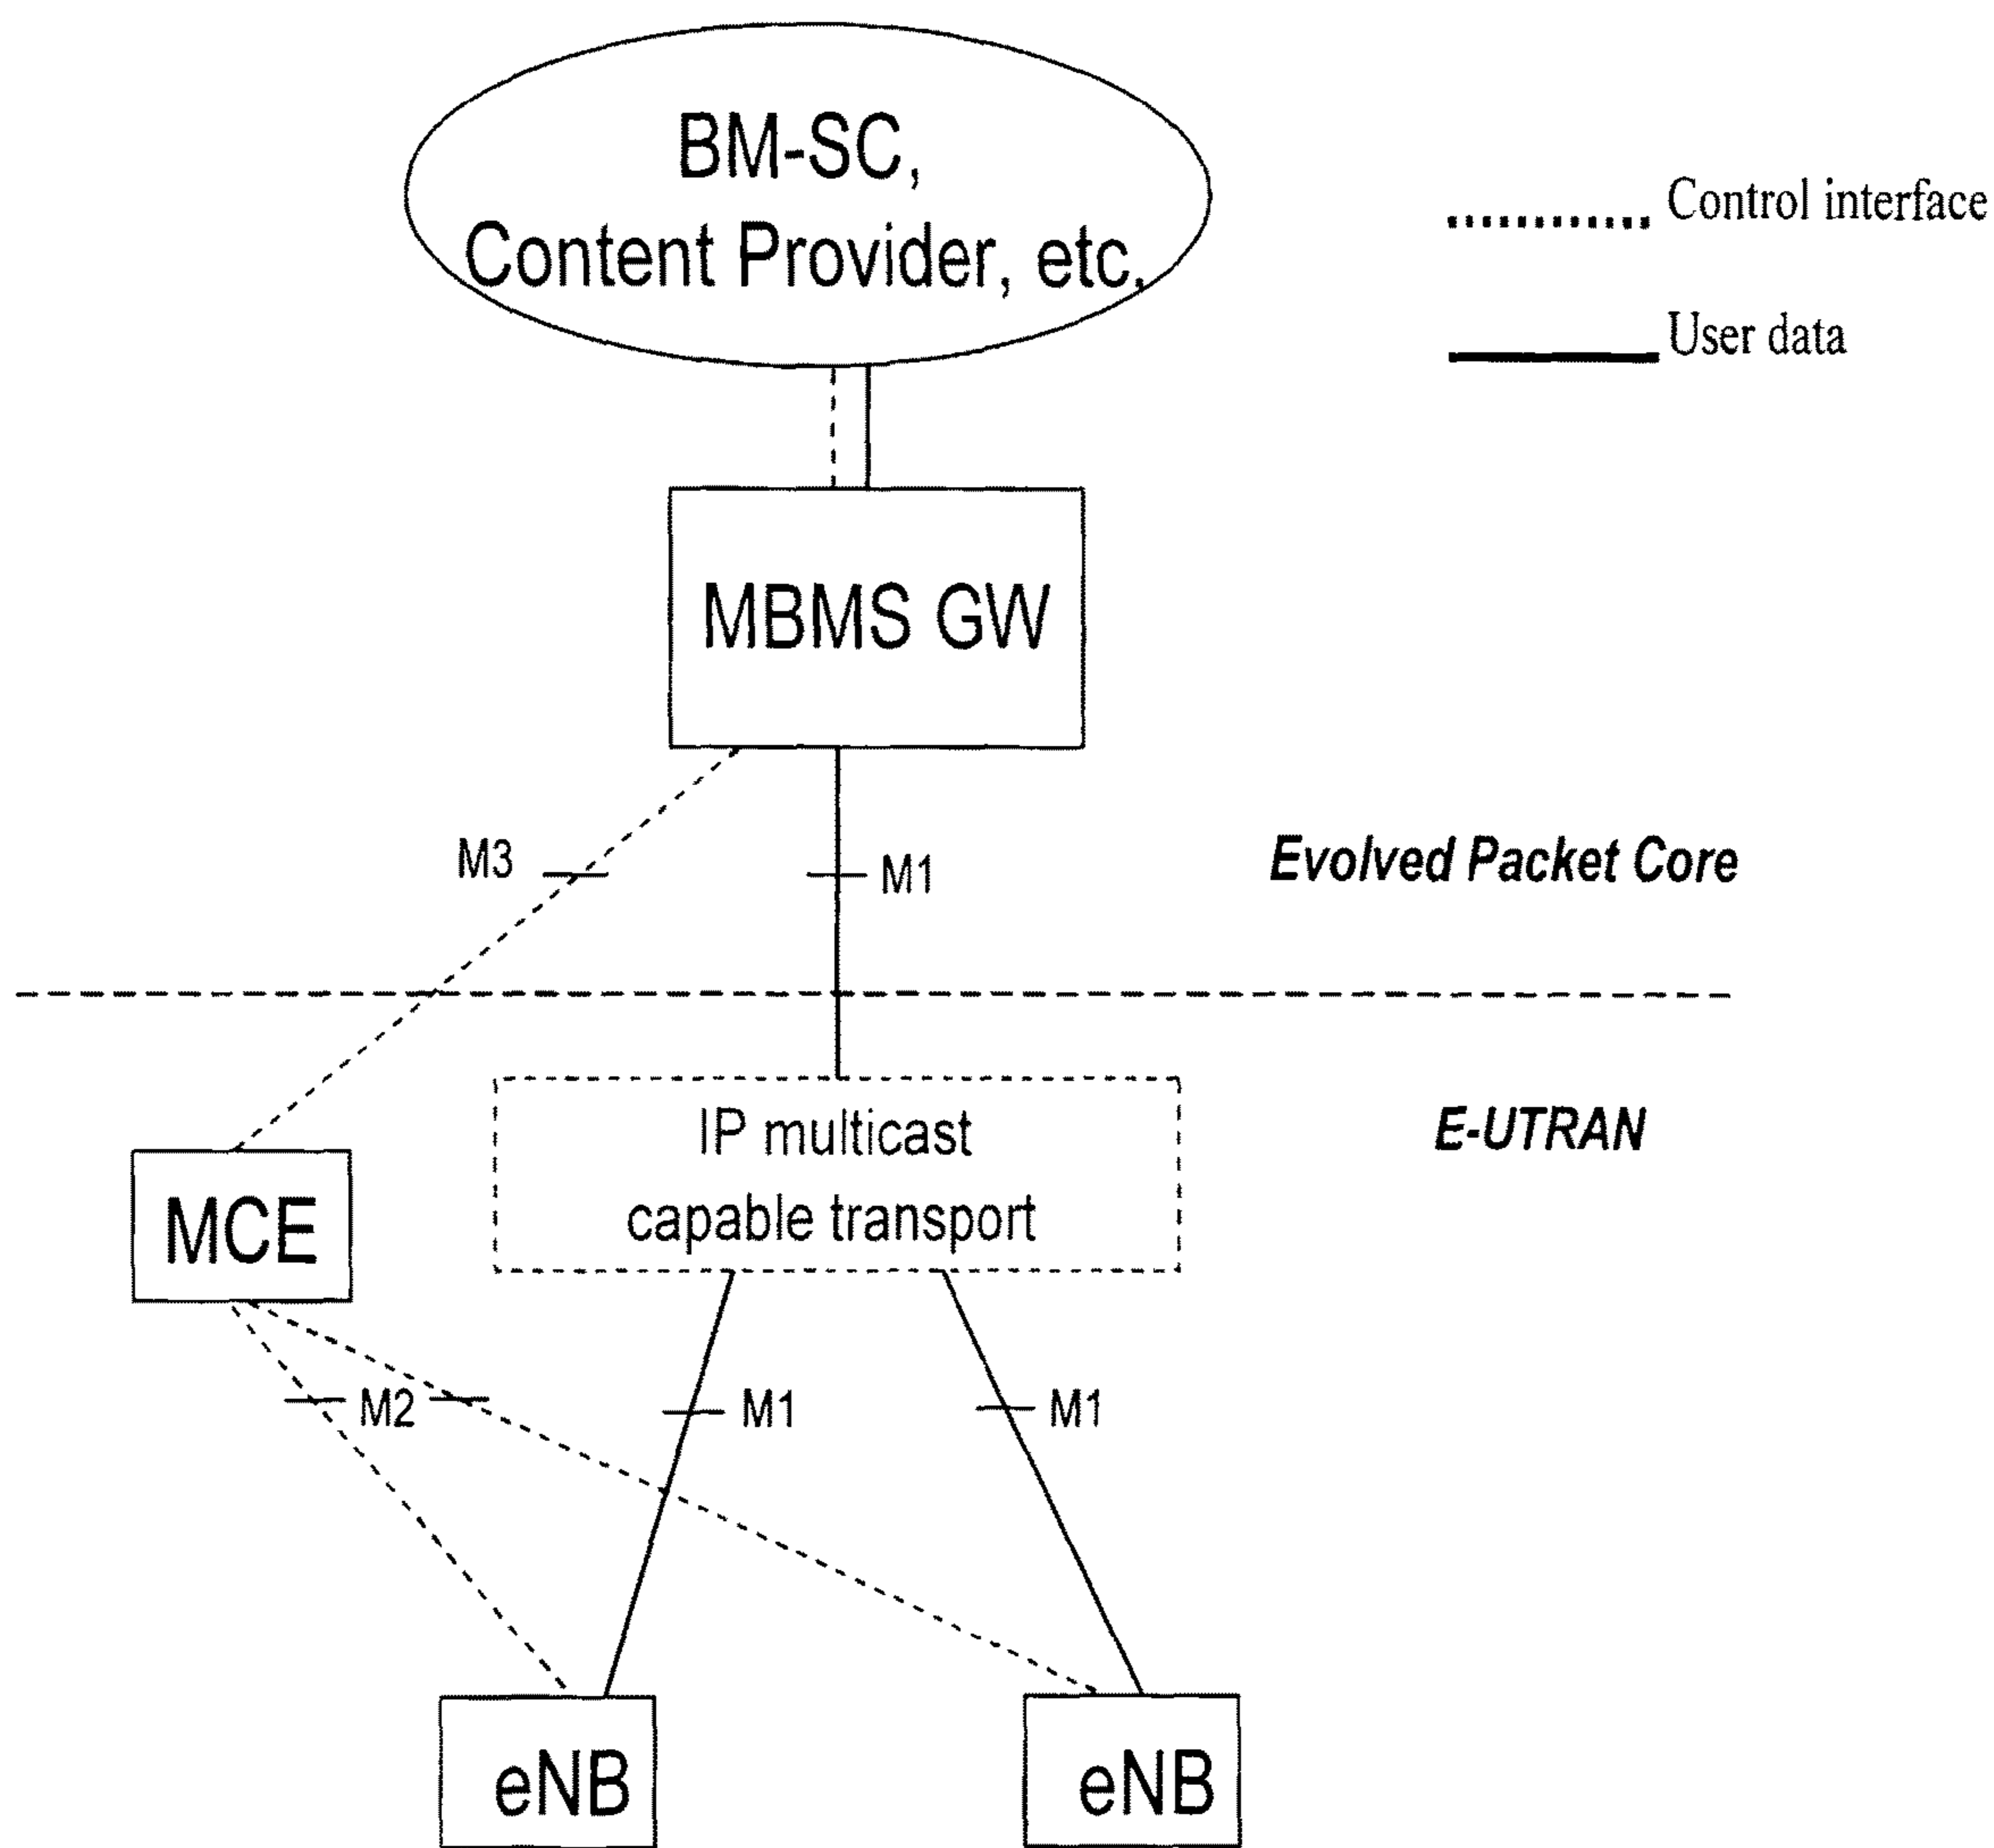 BM-SC,
Content Provider, etc.
Control interface
User data
MBMS GW
M3
M1
Evolved Packet Core
IP multicast
capable transport
E-UTRAN
MCE
M2
M1
M1
eNB
eNB